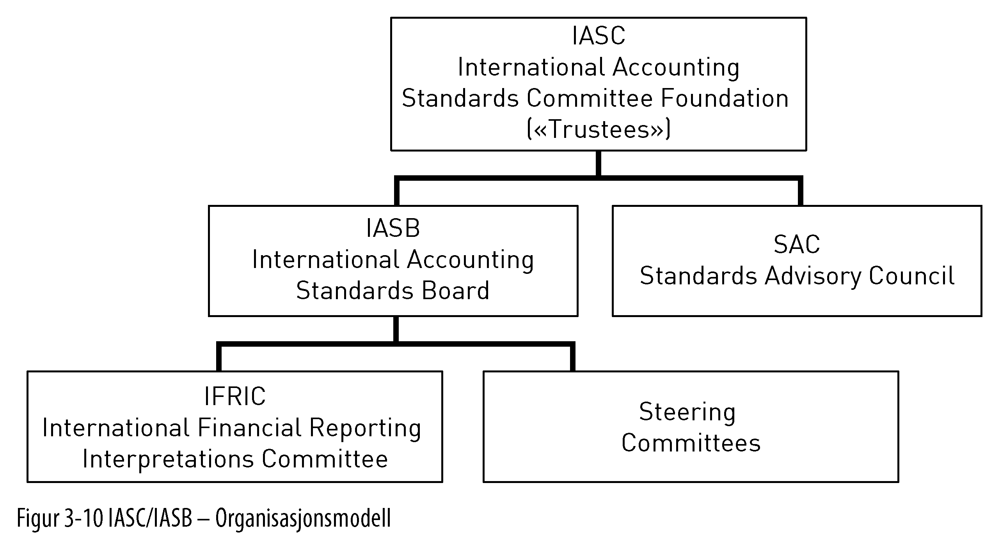 IASC
International Accounting
Standards Committee Foundation
(«Trustees»)
IASB
International Accounting
Standards Board
SAC
Standards Advisory Council
IFRIC
International Financial Reporting
Interpretations Committee
Steering
Committees
Figur 3-10 IASC/IASB – Organisasjonsmodell